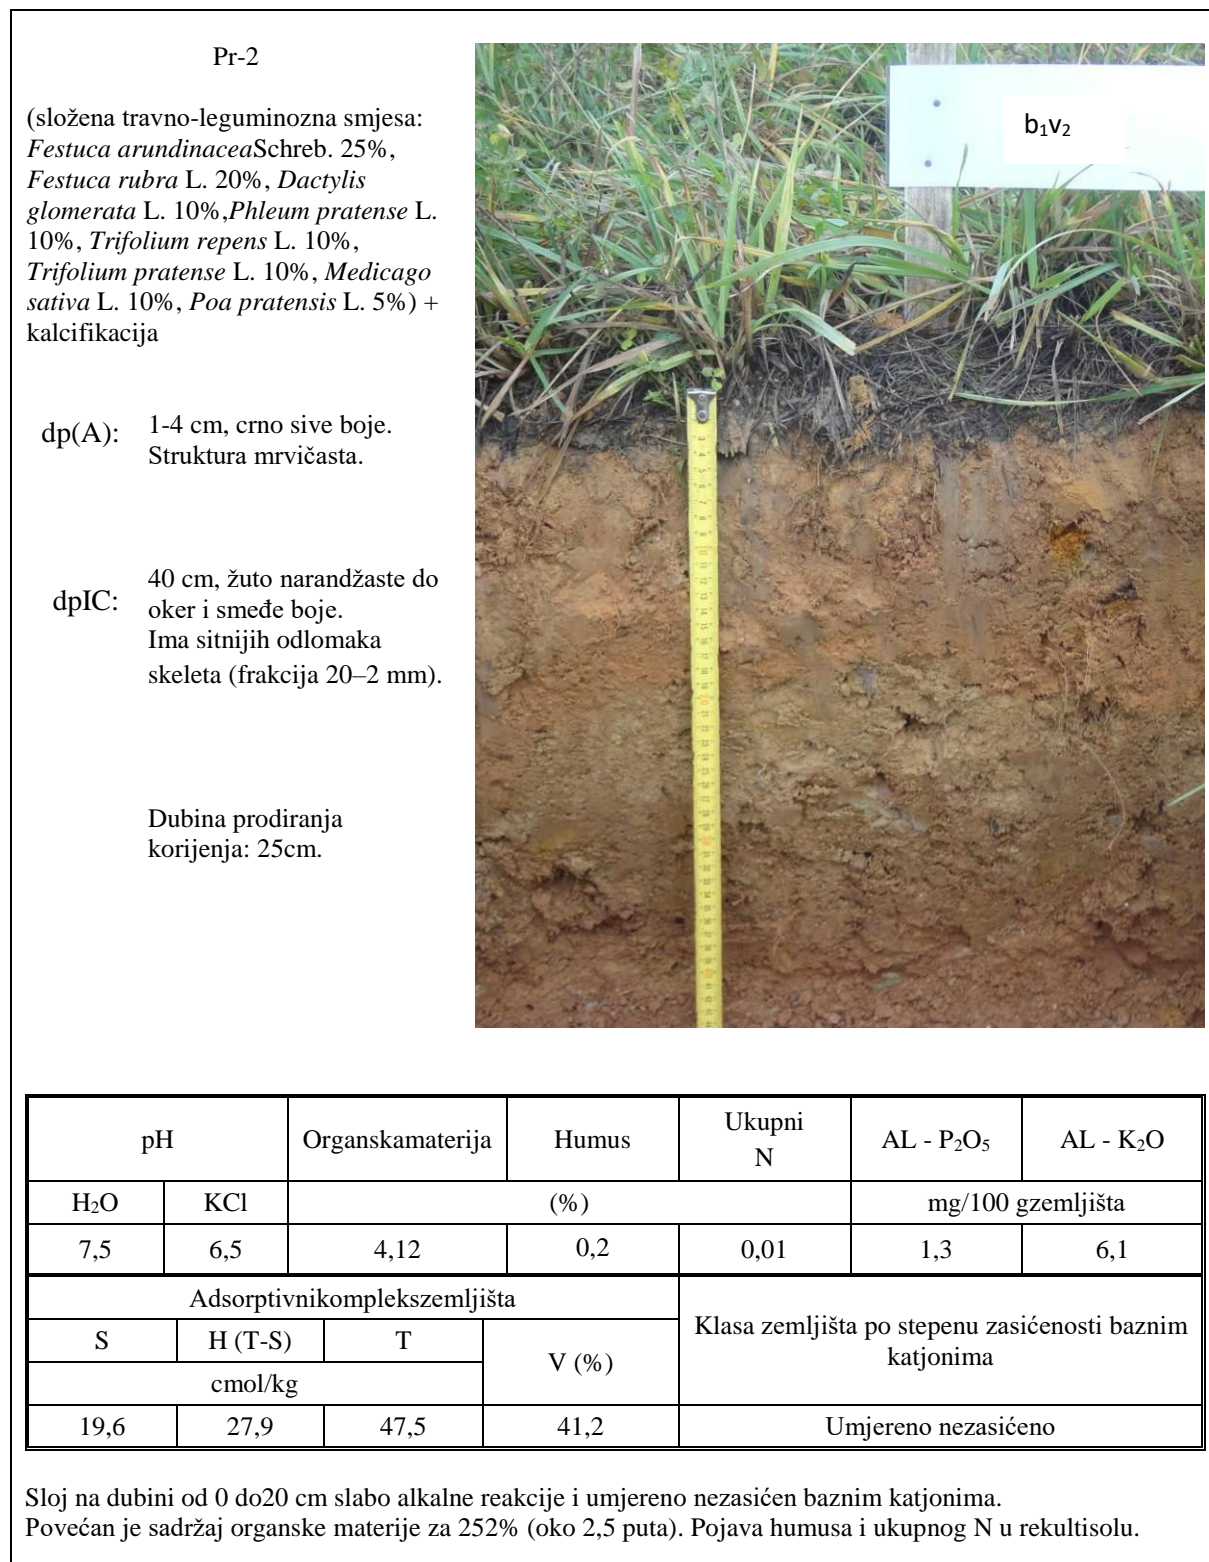 Pr-2
(složena travno-leguminozna smjesa:
Festuca arundinaceaSchreb. 25%,
Festuca rubra L. 20%, Dactylis
glomerata L. 10%,Phleum pratense L.
10%, Trifolium repens L. 10%,
Trifolium pratense L. 10%, Medicago
sativa L. 10%, Poa pratensis L. 5%) +
kalcifikacija
b₁v₂
dp(A): 1-4 cm, crno sive boje.
Struktura mrvičasta.
dpIC: 40 cm, žuto narandžaste do
oker i smeđe boje.
Ima sitnijih odlomaka
skeleta (frakcija 20–2 mm).
Dubina prodiranja
korijenja: 25cm.
pH Organskamaterija Humus Ukupni N AL - P₂O₅ AL - K₂O
H₂O KCl (%) mg/100 gzemljišta
7,5 6,5 4,12 0,2 0,01 1,3 6,1
Adsorptivnikomplekszemljišta Klasa zemljišta po stepenu zasićenosti baznim katjonima
S H (T-S) T V (%)
cmol/kg
19,6 27,9 47,5 41,2 Umjereno nezasićeno
Sloj na dubini od 0 do20 cm slabo alkalne reakcije i umjereno nezasićen baznim katjonima.
Povećan je sadržaj organske materije za 252% (oko 2,5 puta). Pojava humusa i ukupnog N u rekultisolu.